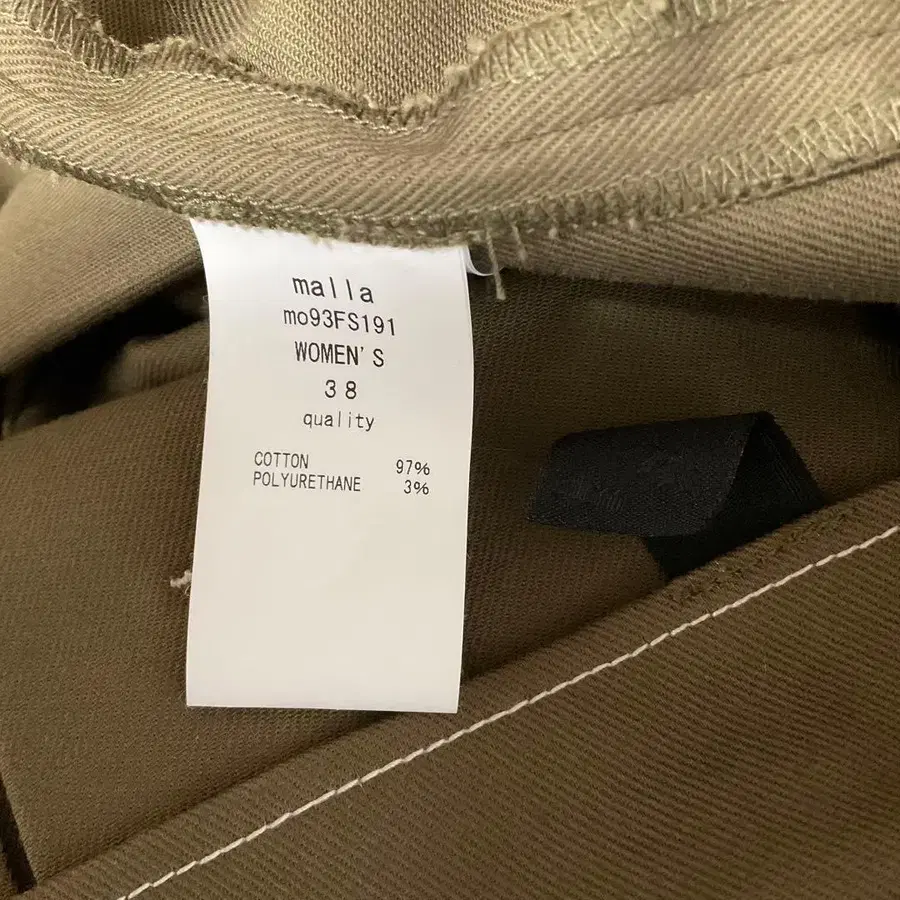 malla
mo93FS191
WOMEN'S
38
quality
COTTON 97%
POLYURETHANE 3%